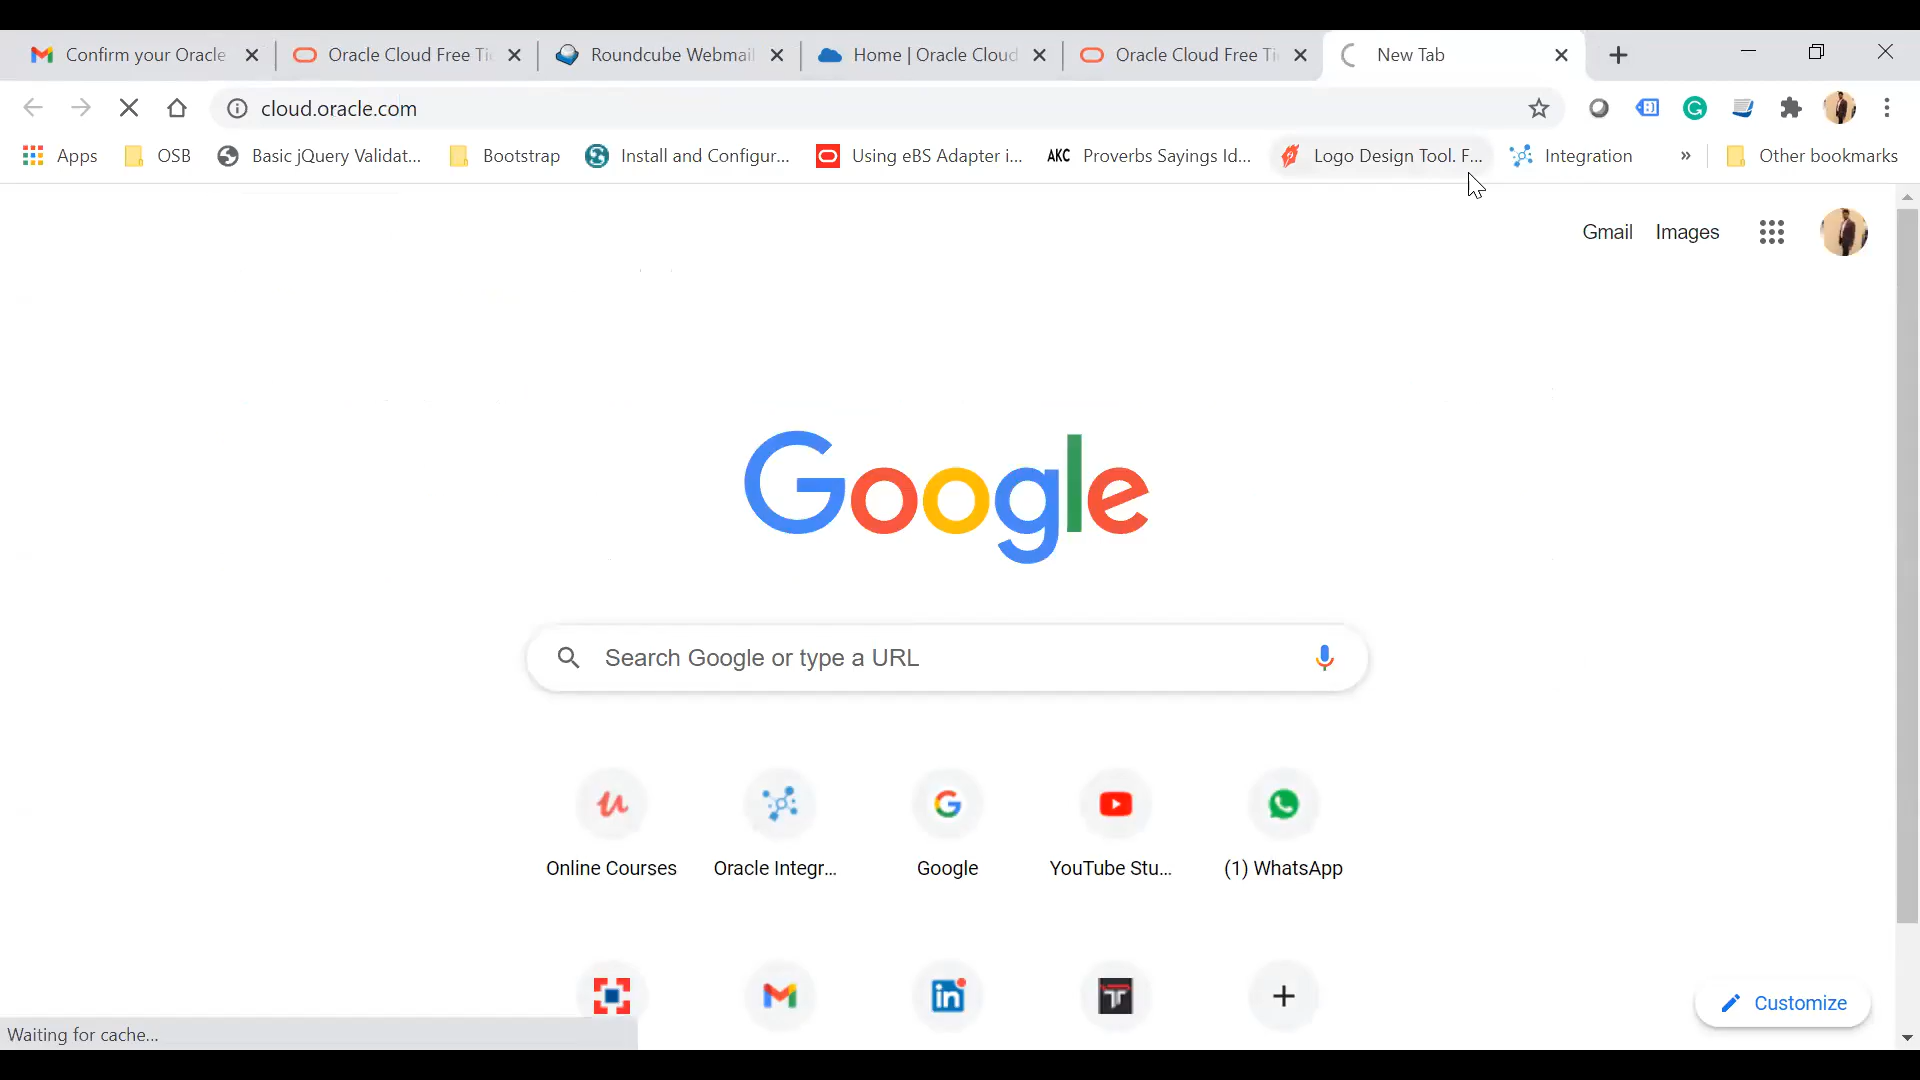 Confirm your Oracle
Oracle Cloud Free Ti
Roundcube Webmail
Home | Oracle Cloud
Oracle Cloud Free Ti
New Tab
cloud.oracle.com
Apps
OSB
Basic jQuery Validat...
Bootstrap
Install and Configur...
Using eBS Adapter i...
AKC Proverbs Sayings Id...
Logo Design Tool. F...
Integration
»
Other bookmarks
Gmail
Images
Google
Search Google or type a URL
Online Courses
Oracle Integr...
Google
YouTube Stu...
(1) WhatsApp
Customize
Waiting for cache...